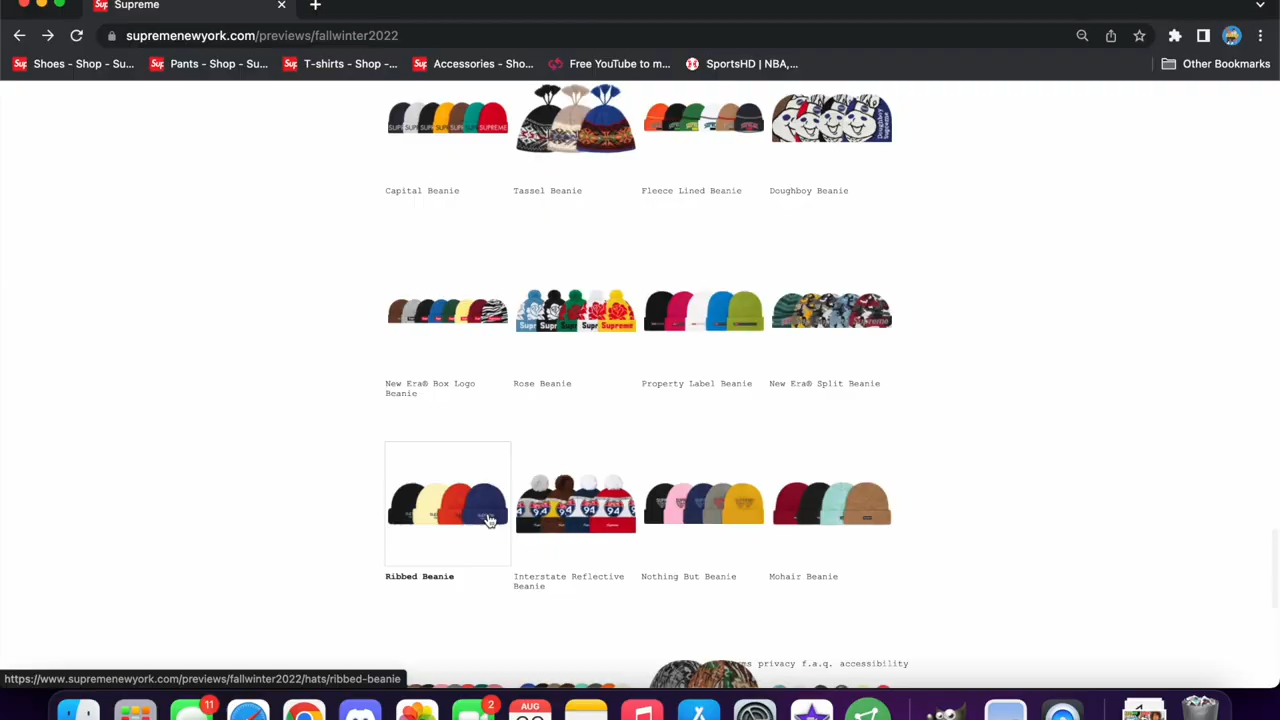 Supreme
supremenewyork.com/previews/fallwinter2022
Shoes - Shop - Su...
Pants - Shop - Su...
T-shirts - Shop -...
Accessories - Sho...
Free YouTube to m...
SportsHD | NBA,...
Other Bookmarks
Capital Beanie
Tassel Beanie
Fleece Lined Beanie
Doughboy Beanie
New Era® Box Logo
Beanie
Rose Beanie
Property Label Beanie
New Era® Split Beanie
Ribbed Beanie
Interstate Reflective
Beanie
Nothing But Beanie
Mohair Beanie
privacy f.a.q. accessibility
https://www.supremenewyork.com/previews/fallwinter2022/hats/ribbed-beanie
11
2
AUG